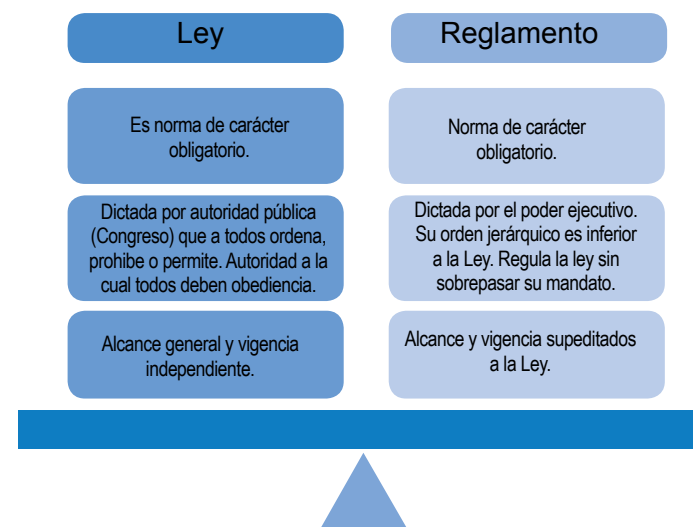 Ley
Es norma de carácter
obligatorio.
Dictada por autoridad pública
(Congreso) que a todos ordena,
prohibe o permite. Autoridad a la
cual todos deben obediencia.
Alcance general y vigencia
independiente.
Reglamento
Norma de carácter
obligatorio.
Dictada por el poder ejecutivo.
Su orden jerárquico es inferior
a la Ley. Regula la ley sin
sobrepasar su mandato.
Alcance y vigencia supeditados
a la Ley.